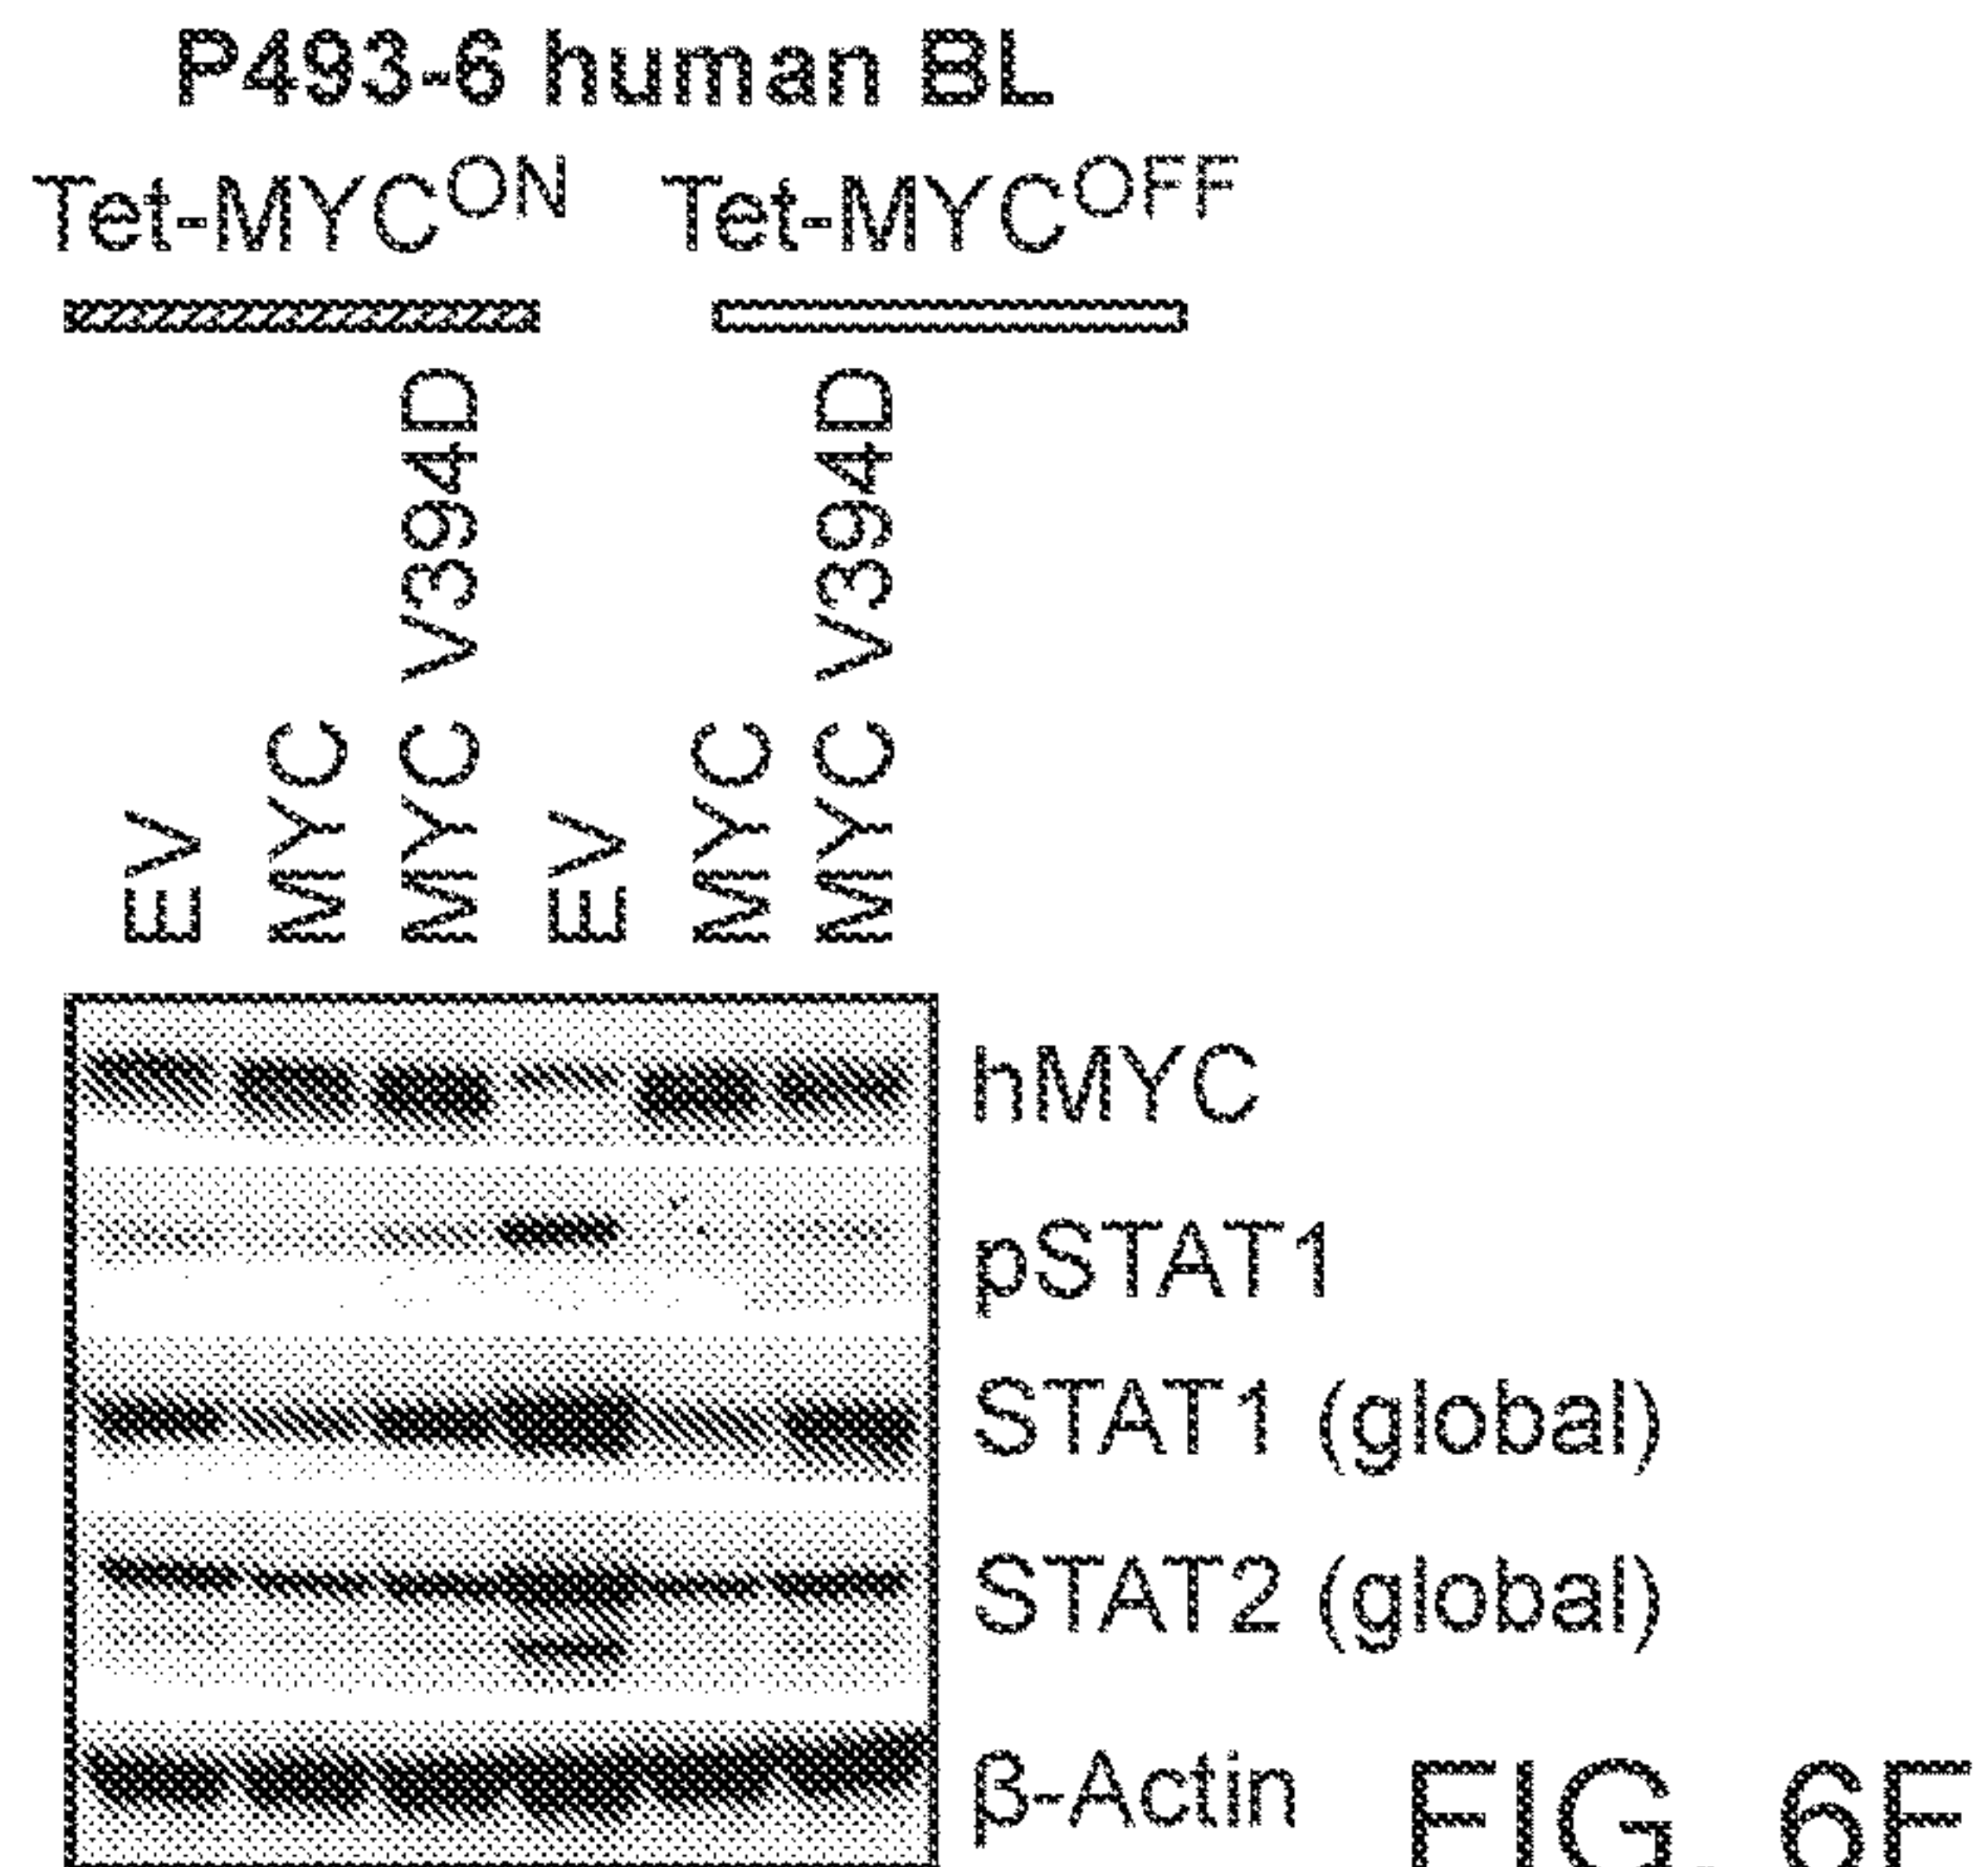 P493-6 human BL
Tet-MYCᴼᴺ Tet-MYCᴼᶠᶠ
EV
MYC
MYC V394D
EV
MYC
MYC V394D
hMYC
pSTAT1
STAT1 (global)
STAT2 (global)
β-Actin
FIG. 6F